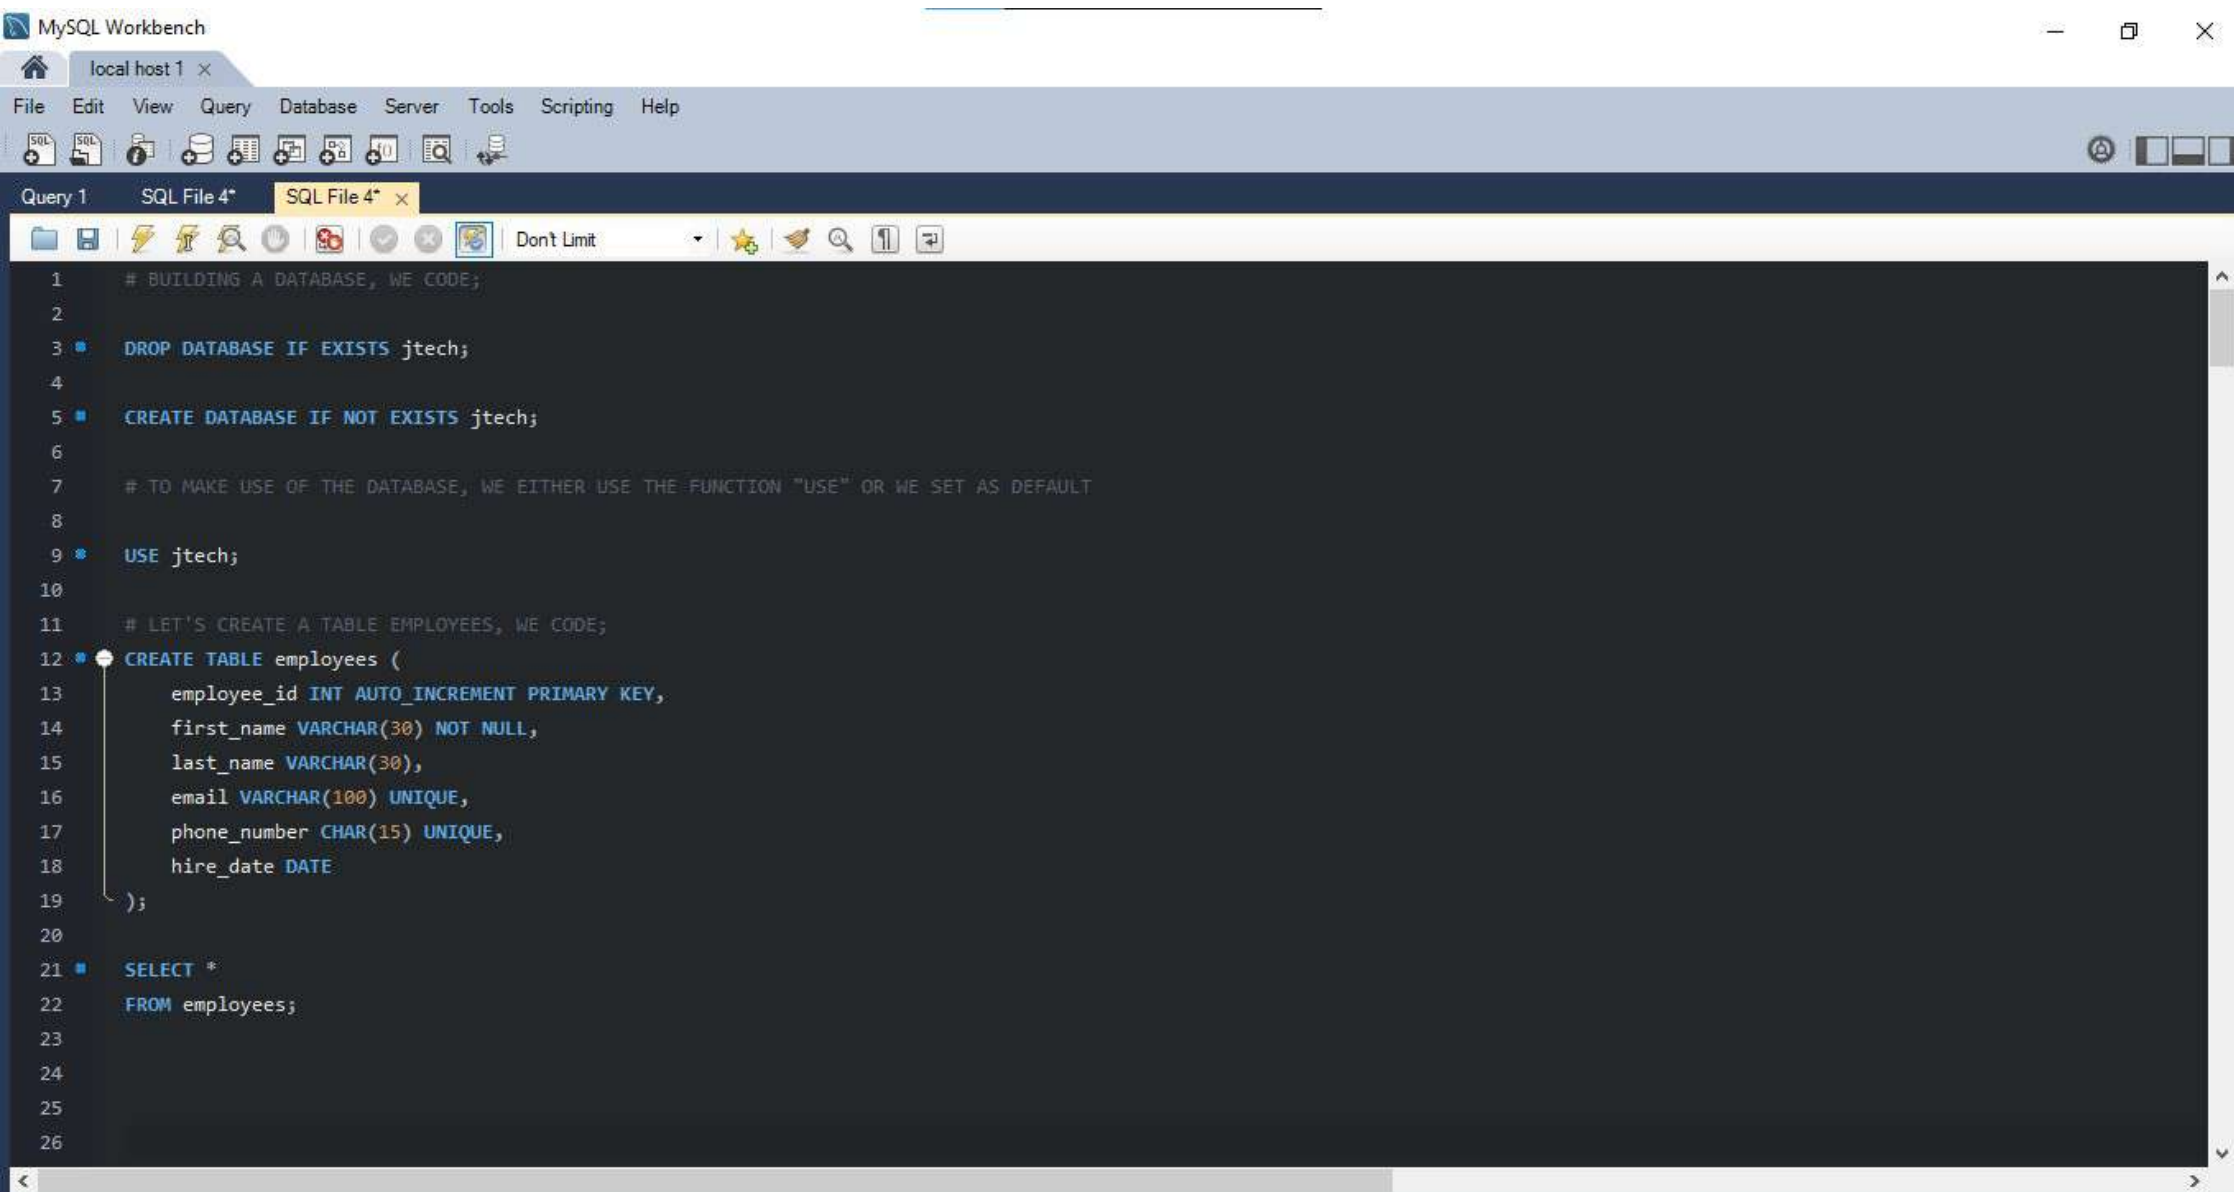 MySQL Workbench
local host 1
File Edit View Query Database Server Tools Scripting Help
Query 1 SQL File 4* SQL File 4*
Don't Limit
1 # BUILDING A DATABASE, WE CODE;
2
3 DROP DATABASE IF EXISTS jtech;
4
5 CREATE DATABASE IF NOT EXISTS jtech;
6
7 # TO MAKE USE OF THE DATABASE, WE EITHER USE THE FUNCTION "USE" OR WE SET AS DEFAULT
8
9 USE jtech;
10
11 # LET'S CREATE A TABLE EMPLOYEES, WE CODE;
12 CREATE TABLE employees (
13 employee_id INT AUTO_INCREMENT PRIMARY KEY,
14 first_name VARCHAR(30) NOT NULL,
15 last_name VARCHAR(30),
16 email VARCHAR(100) UNIQUE,
17 phone_number CHAR(15) UNIQUE,
18 hire_date DATE
19 );
20
21 SELECT *
22 FROM employees;
23
24
25
26